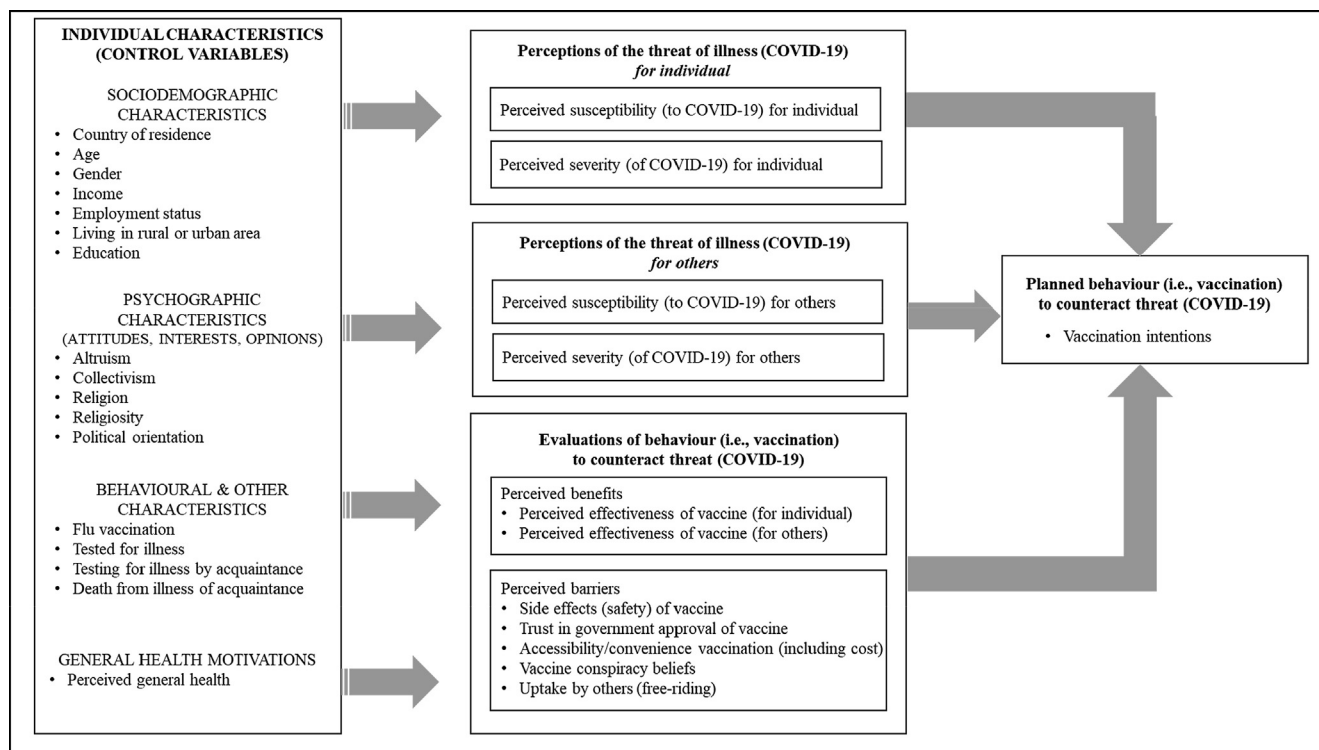 INDIVIDUAL CHARACTERISTICS
(CONTROL VARIABLES)
SOCIODEMOGRAPHIC
CHARACTERISTICS
• Country of residence
• Age
• Gender
• Income
• Employment status
• Living in rural or urban area
• Education
PSYCHOGRAPHIC
CHARACTERISTICS
(ATTITUDES, INTERESTS, OPINIONS)
• Altruism
• Collectivism
• Religion
• Religiosity
• Political orientation
BEHAVIOURAL & OTHER
CHARACTERISTICS
• Flu vaccination
• Tested for illness
• Testing for illness by acquaintance
• Death from illness of acquaintance
GENERAL HEALTH MOTIVATIONS
• Perceived general health
Perceptions of the threat of illness (COVID-19)
for individual
Perceived susceptibility (to COVID-19) for individual
Perceived severity (of COVID-19) for individual
Perceptions of the threat of illness (COVID-19)
for others
Perceived susceptibility (to COVID-19) for others
Perceived severity (of COVID-19) for others
Evaluations of behaviour (i.e., vaccination)
to counteract threat (COVID-19)
Perceived benefits
• Perceived effectiveness of vaccine (for individual)
• Perceived effectiveness of vaccine (for others)
Perceived barriers
• Side effects (safety) of vaccine
• Trust in government approval of vaccine
• Accessibility/convenience vaccination (including cost)
• Vaccine conspiracy beliefs
• Uptake by others (free-riding)
Planned behaviour (i.e., vaccination)
to counteract threat (COVID-19)
• Vaccination intentions